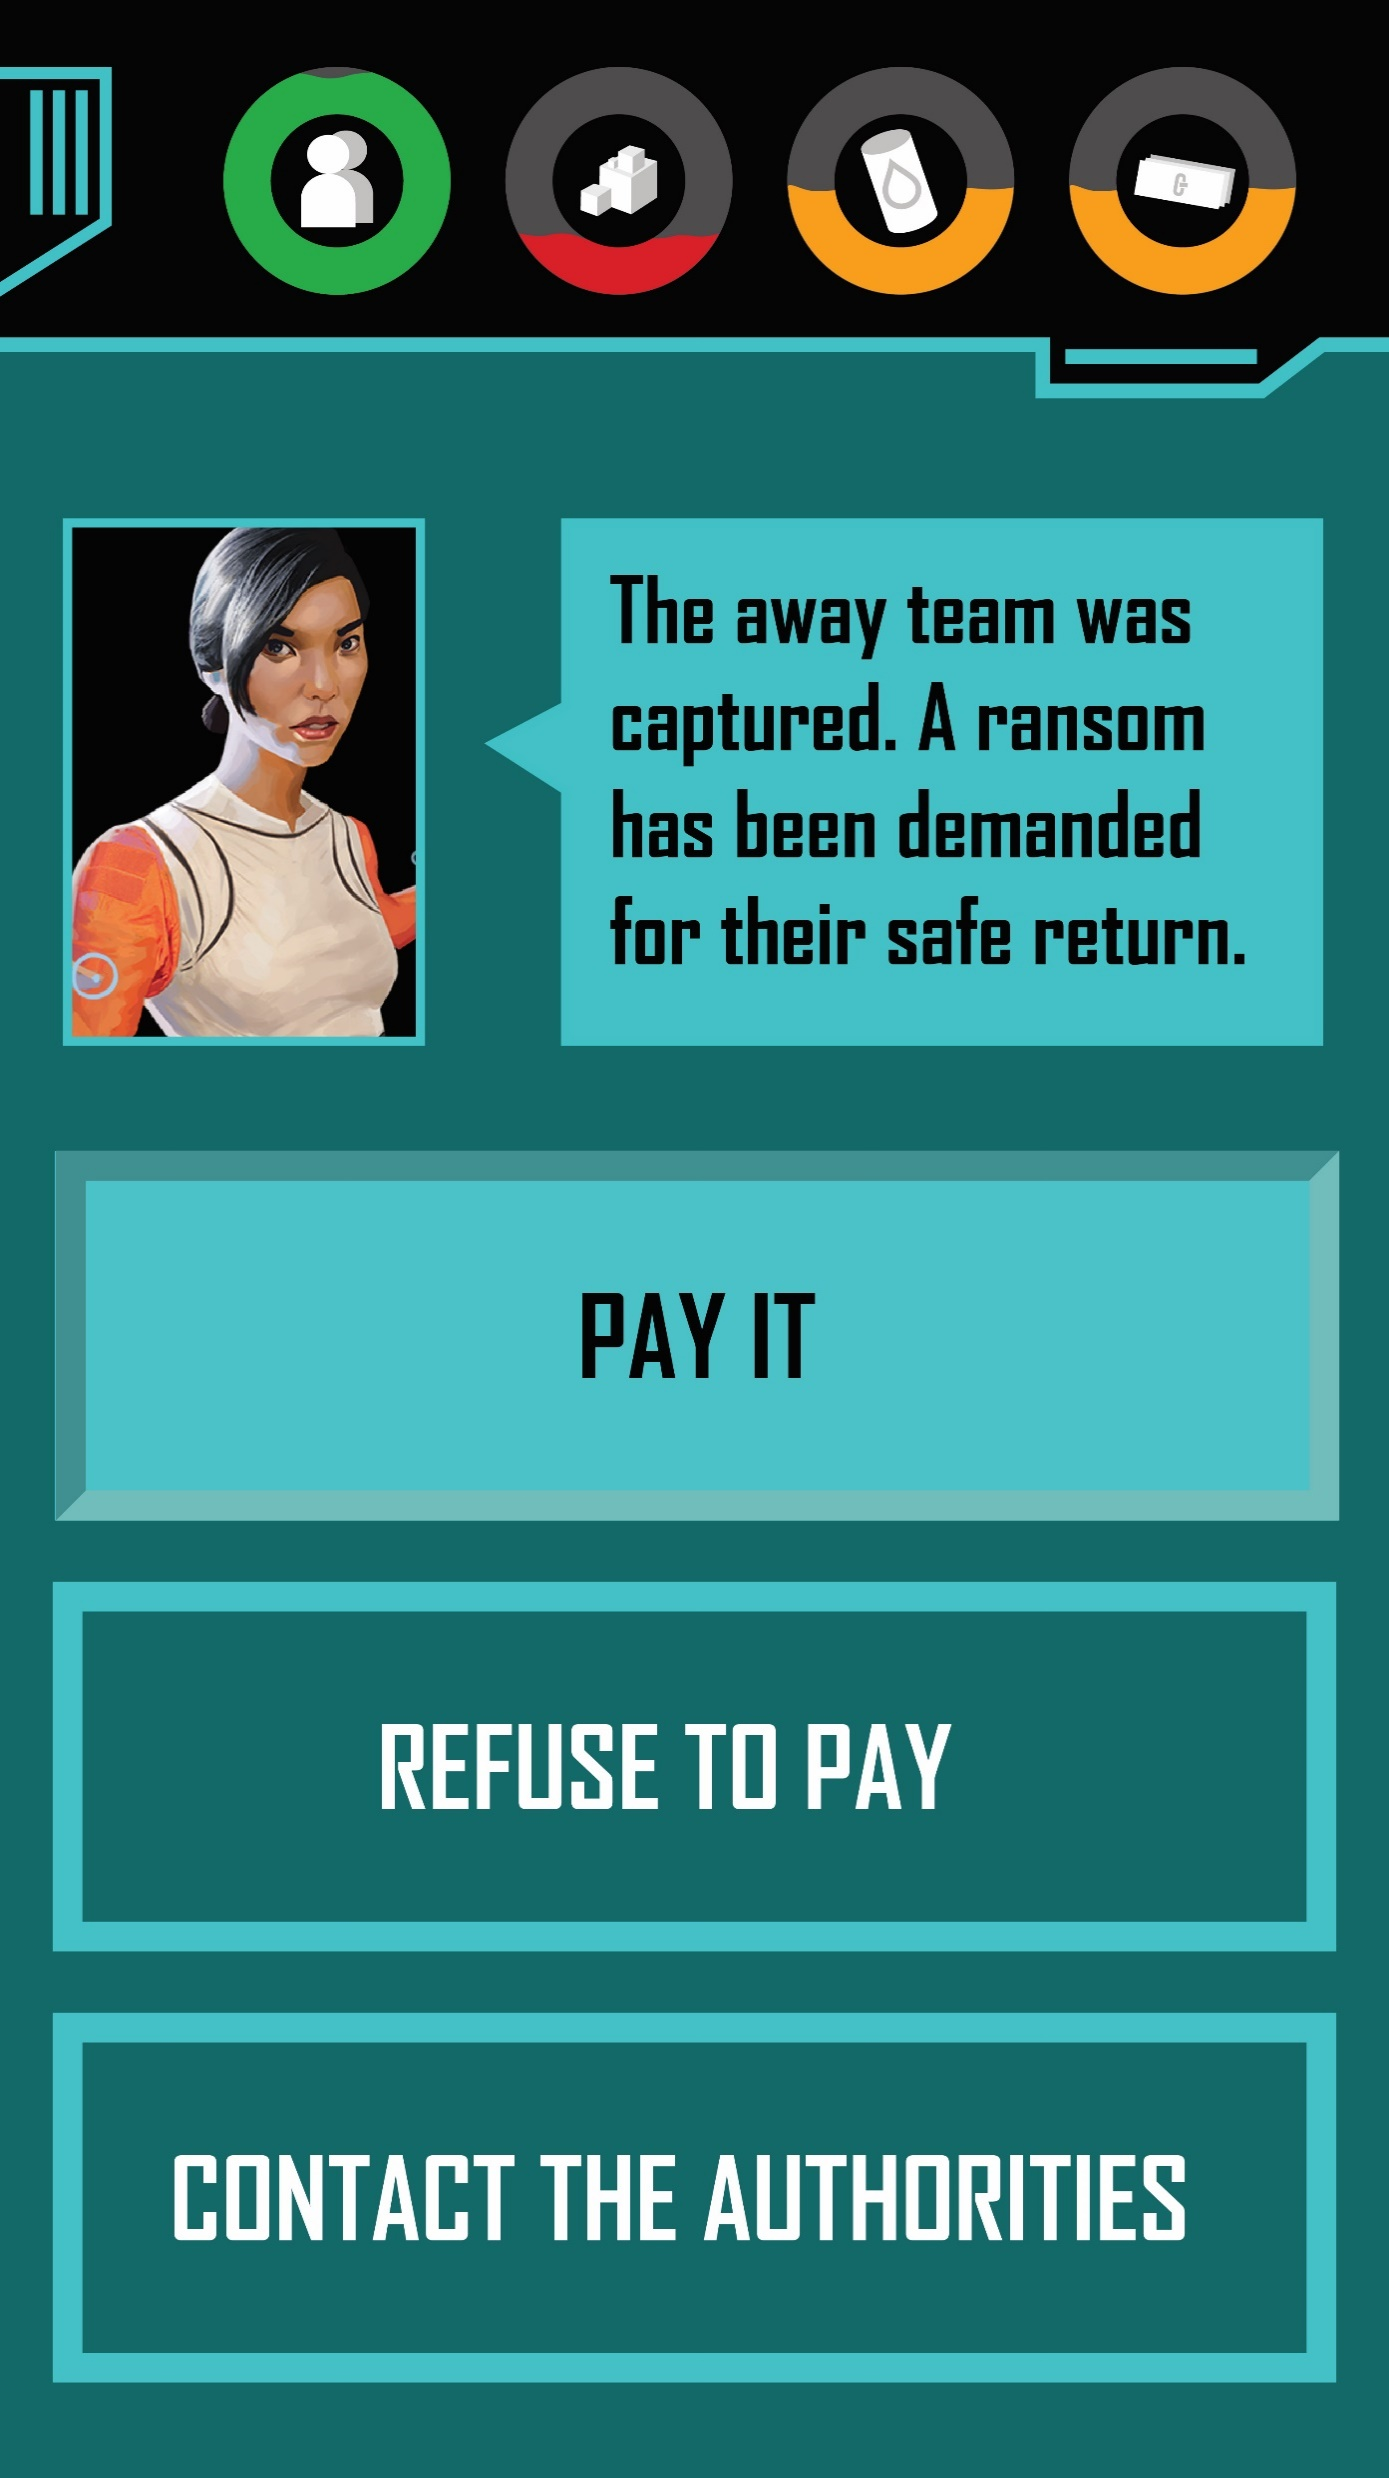 The away team was
captured. A ransom
has been demanded
for their safe return.
PAY IT
REFUSE TO PAY
CONTACT THE AUTHORITIES